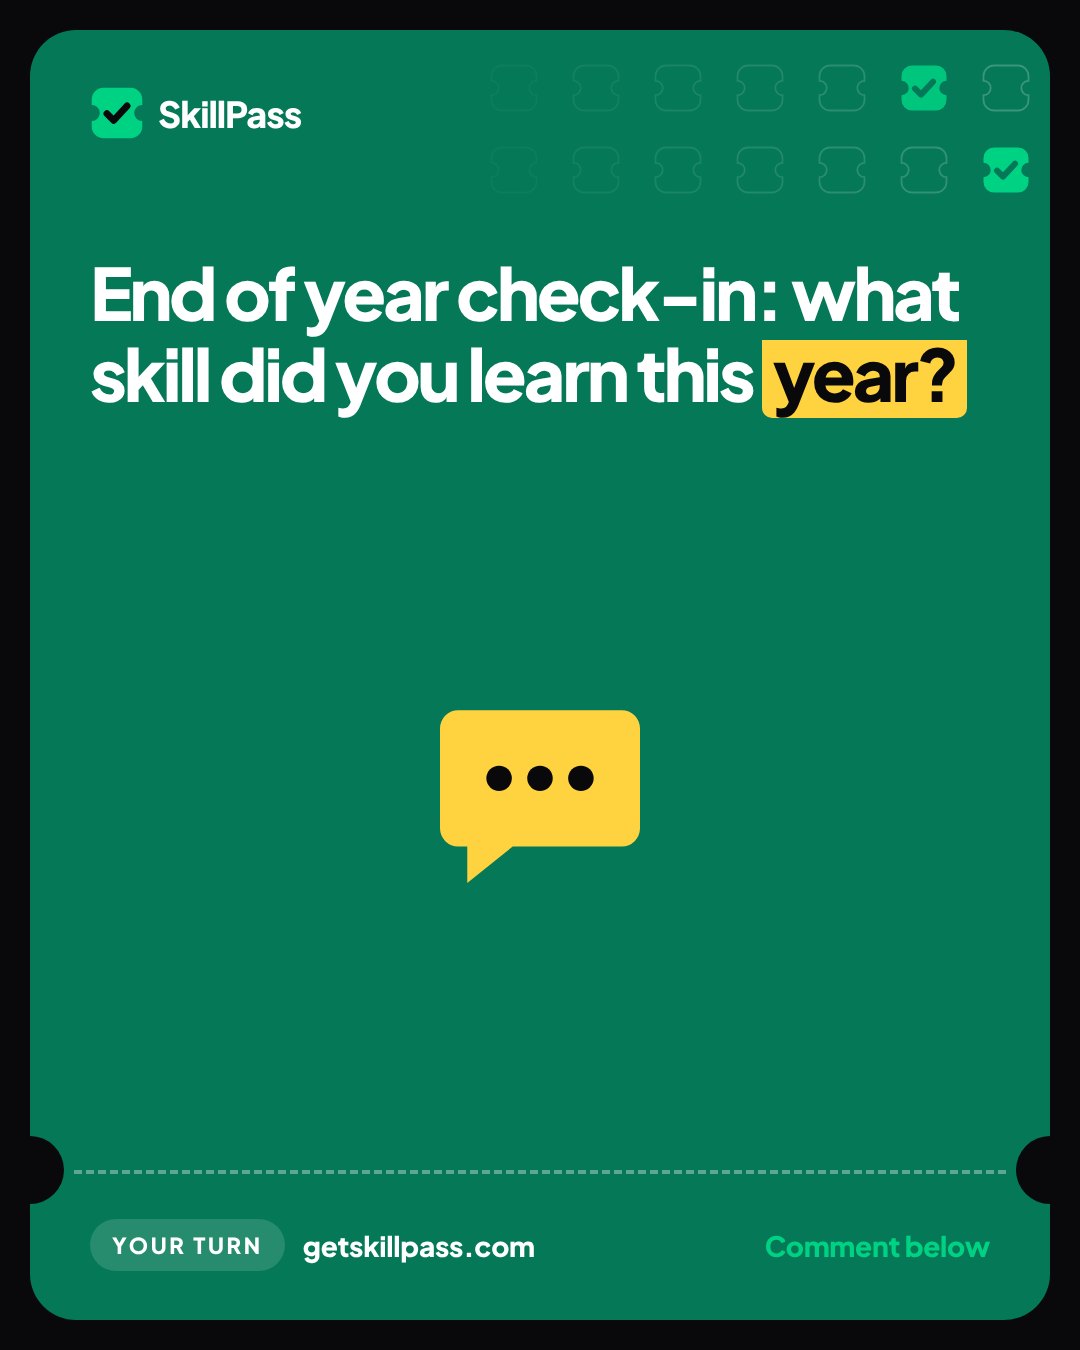 SkillPass
End of year check-in: what
skill did you learn this year?
YOUR TURN getskillpass.com Comment below